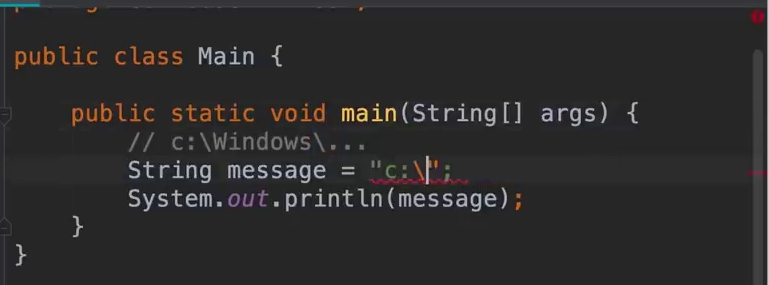 public class Main {
public static void main(String[] args) {
// c:\Windows\...
String message = "c:\";
System.out.println(message);
}
}